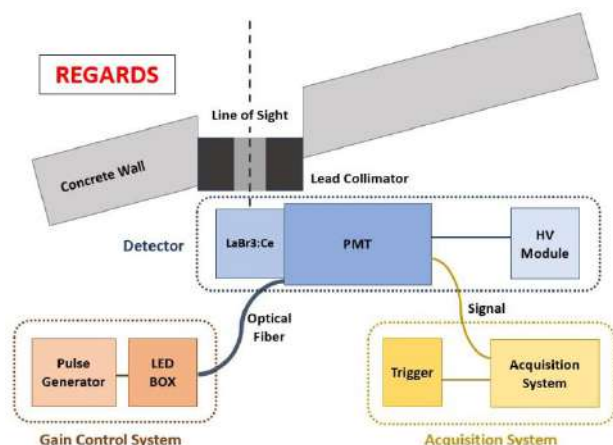 REGARDS
Line of Sight
Concrete Wall
Lead Collimator
Detector
LaBr3:Ce
PMT
HV
Module
Optical
Fiber
Signal
Pulse
Generator
LED
BOX
Trigger
Acquisition
System
Gain Control System
Acquisition System